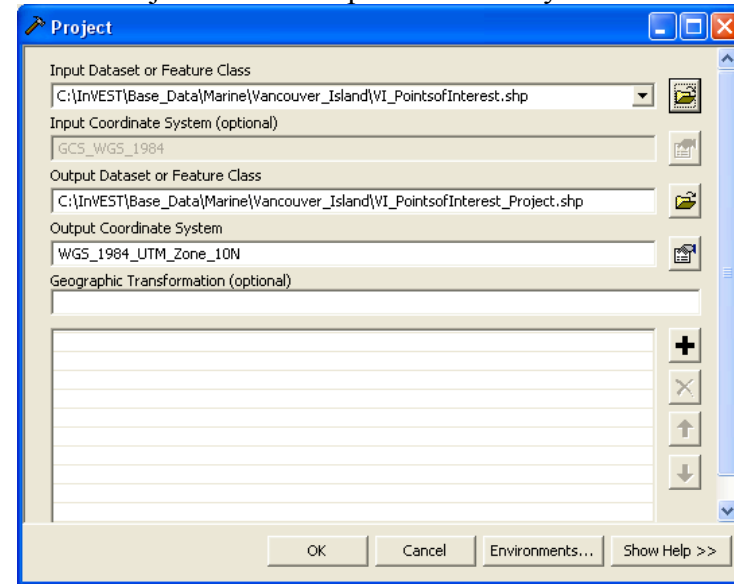 Project
Input Dataset or Feature Class
C:\InVEST\Base_Data\Marine\Vancouver_Island\VI_PointsofInterest.shp
Input Coordinate System (optional)
GCS_WGS_1984
Output Dataset or Feature Class
C:\InVEST\Base_Data\Marine\Vancouver_Island\VI_PointsofInterest_Project.shp
Output Coordinate System
WGS_1984_UTM_Zone_10N
Geographic Transformation (optional)
OK Cancel Environments... Show Help >>